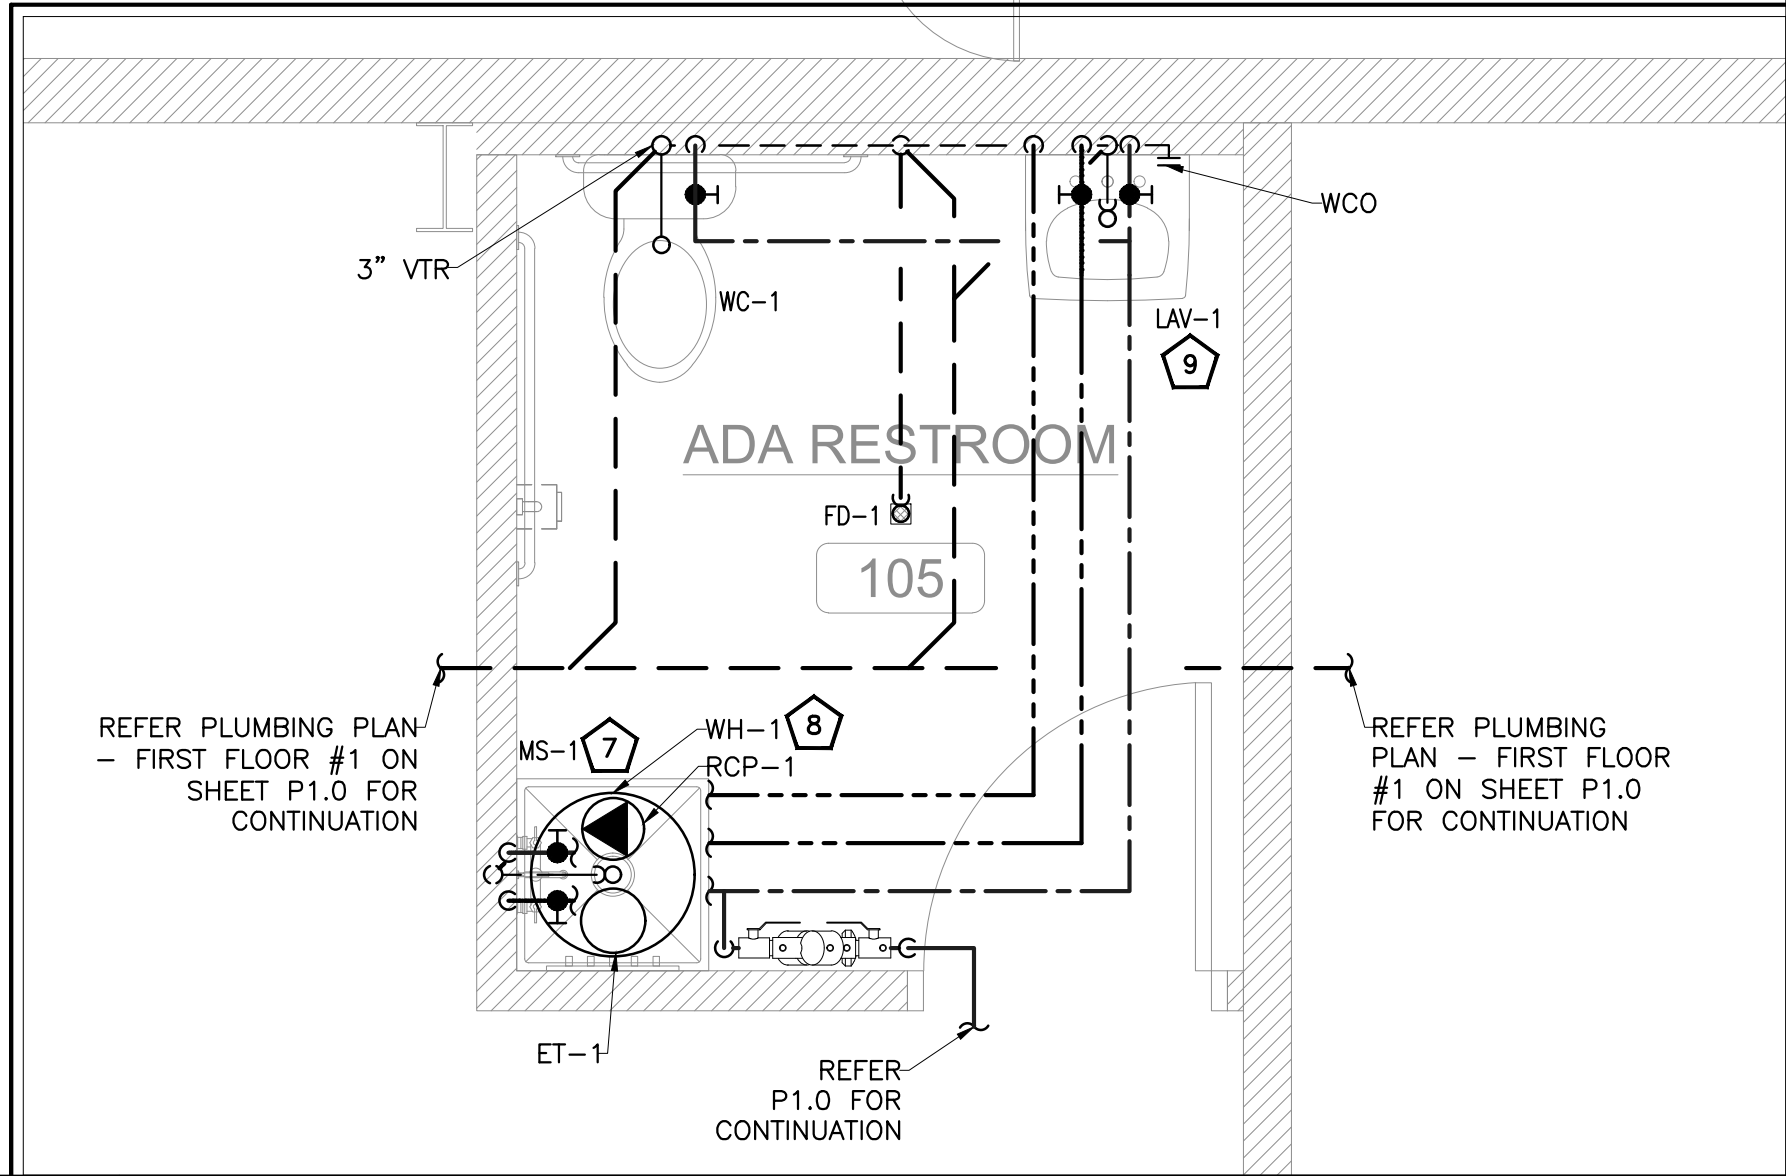 3” VTR
WCO
WC-1
LAV-1
9
ADA RESTROOM
FD-1
105
REFER PLUMBING PLAN
- FIRST FLOOR #1 ON
SHEET P1.0 FOR
CONTINUATION
MS-1
7
WH-1
8
RCP-1
REFER PLUMBING
PLAN - FIRST FLOOR
#1 ON SHEET P1.0
FOR CONTINUATION
ET-1
REFER
P1.0 FOR
CONTINUATION